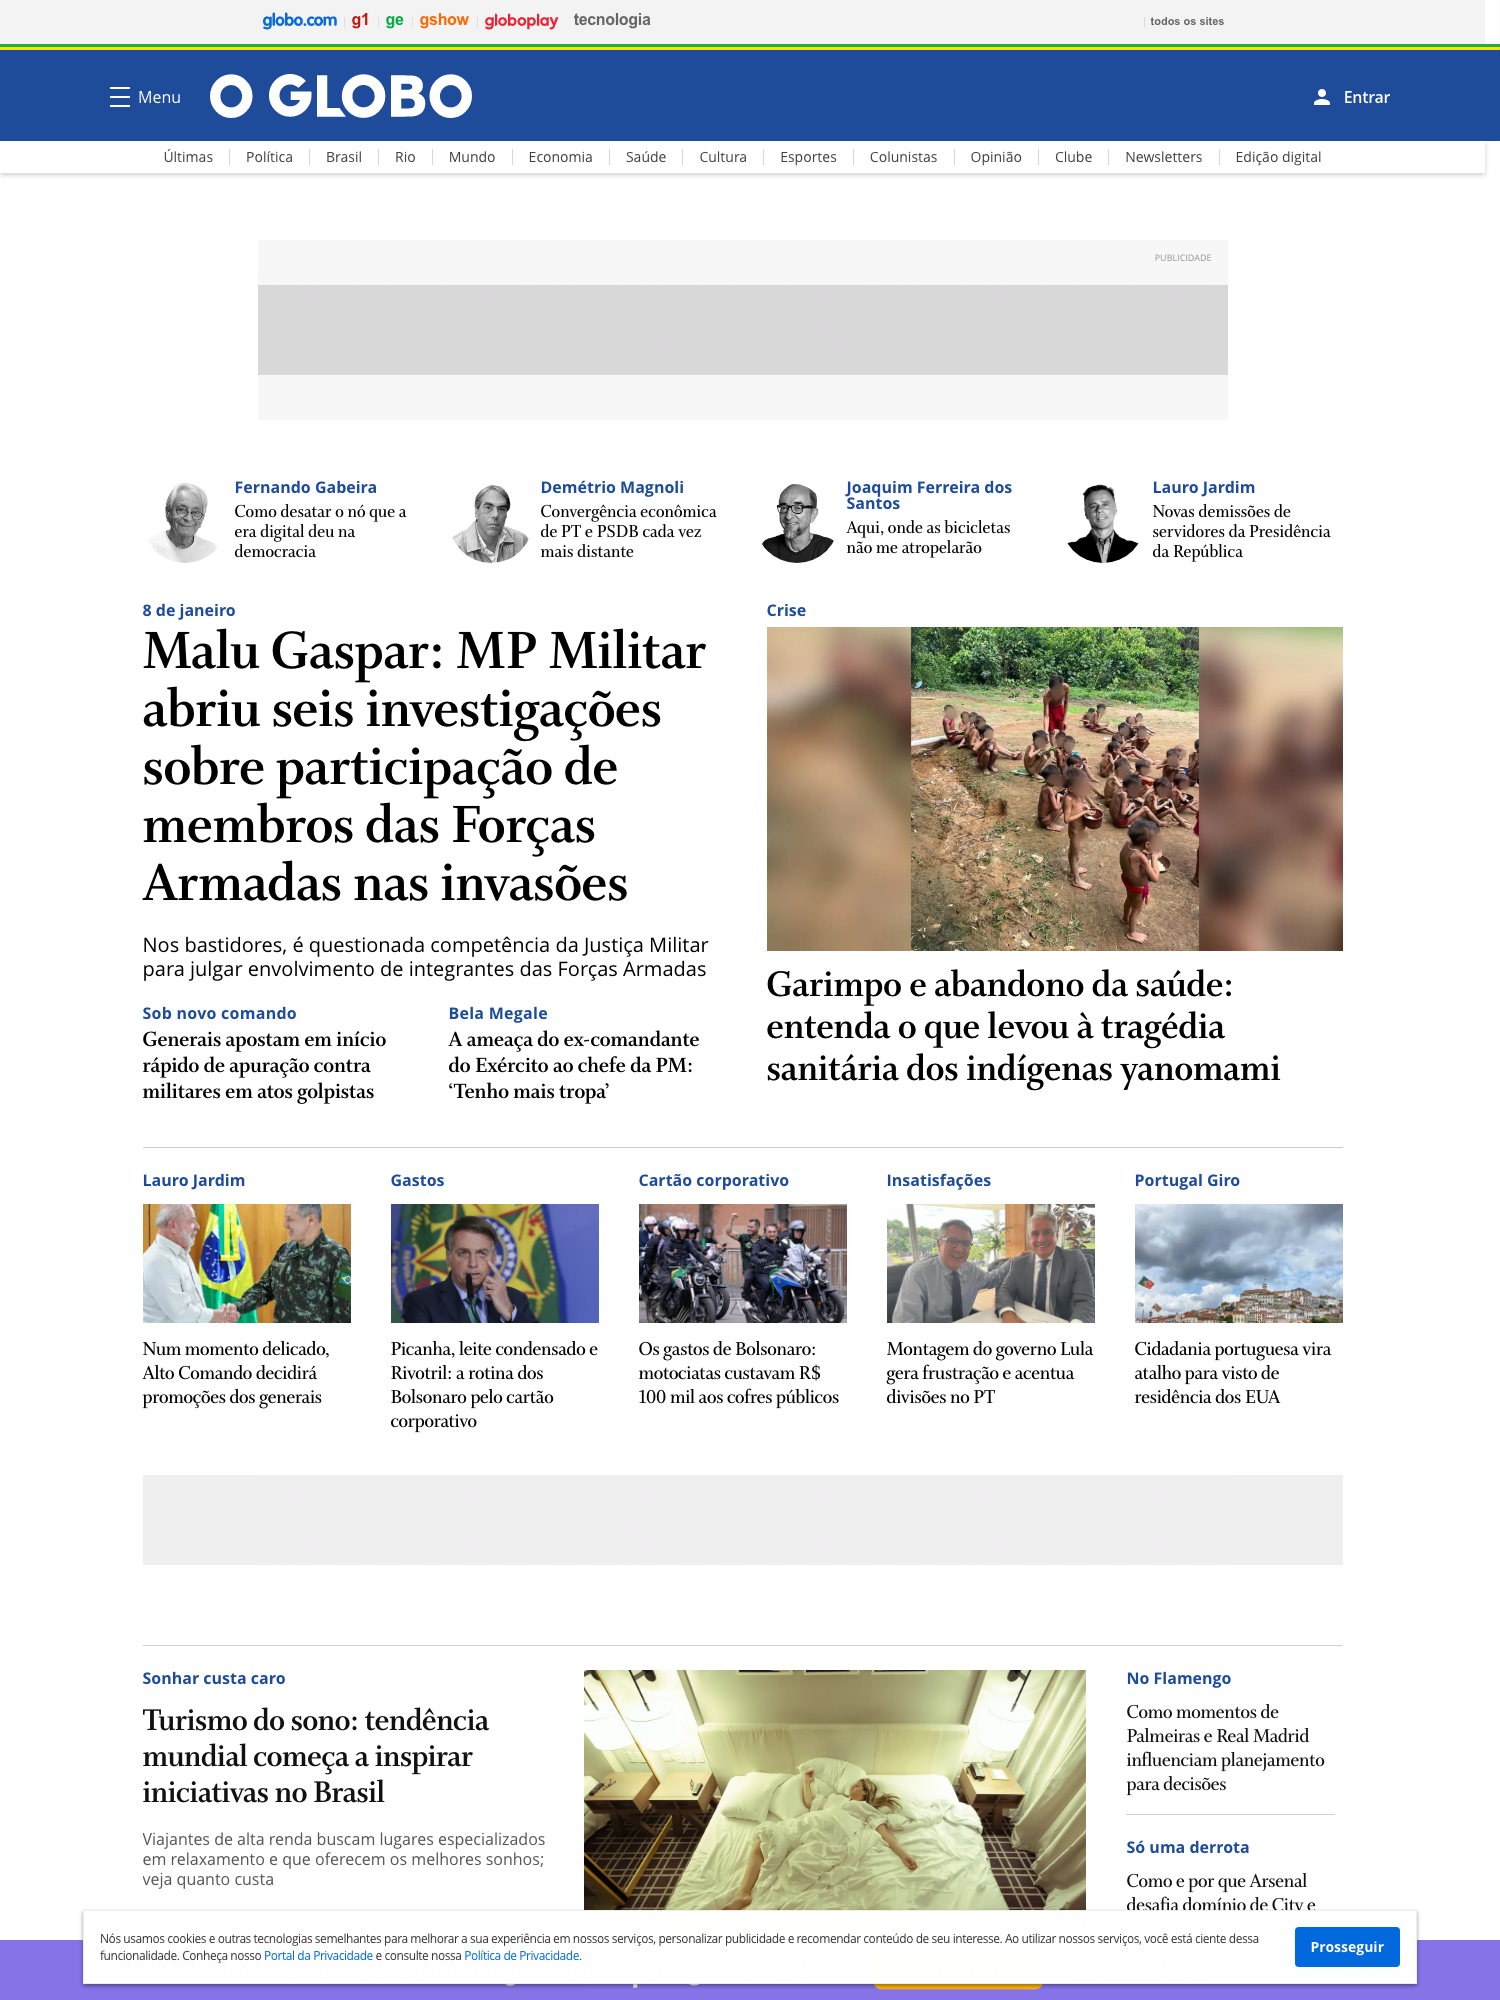 globo.com g1 ge gshow globoplay tecnologia todos os sites
Menu O GLOBO Entrar
Últimas Política Brasil Rio Mundo Economia Saúde Cultura Esportes Colunistas Opinião Clube Newsletters Edição digital
PUBLICIDADE
Fernando Gabeira
Como desatar o nó que a
era digital deu na
democracia
Demétrio Magnoli
Convergência econômica
de PT e PSDB cada vez
mais distante
Joaquim Ferreira dos
Santos
Aqui, onde as bicicletas
não me atropelarão
Lauro Jardim
Novas demissões de
servidores da Presidência
da República
8 de janeiro
Malu Gaspar: MP Militar
abriu seis investigações
sobre participação de
membros das Forças
Armadas nas invasões
Nos bastidores, é questionada competência da Justiça Militar
para julgar envolvimento de integrantes das Forças Armadas
Sob novo comando
Generais apostam em início
rápido de apuração contra
militares em atos golpistas
Bela Megale
A ameaça do ex-comandante
do Exército ao chefe da PM:
‘Tenho mais tropa’
Crise
Garimpo e abandono da saúde:
entenda o que levou à tragédia
sanitária dos indígenas yanomami
Lauro Jardim
Num momento delicado,
Alto Comando decidirá
promoções dos generais
Gastos
Picanha, leite condensado e
Rivotril: a rotina dos
Bolsonaro pelo cartão
corporativo
Cartão corporativo
Os gastos de Bolsonaro:
motociatas custavam R$
100 mil aos cofres públicos
Insatisfações
Montagem do governo Lula
gera frustração e acentua
divisões no PT
Portugal Giro
Cidadania portuguesa vira
atalho para visto de
residência dos EUA
Sonhar custa caro
Turismo do sono: tendência
mundial começa a inspirar
iniciativas no Brasil
Viajantes de alta renda buscam lugares especializados
em relaxamento e que oferecem os melhores sonhos;
veja quanto custa
No Flamengo
Como momentos de
Palmeiras e Real Madrid
influenciam planejamento
para decisões
Só uma derrota
Como e por que Arsenal
desafia domínio de City e
Nós usamos cookies e outras tecnologias semelhantes para melhorar a sua experiência em nossos serviços, personalizar publicidade e recomendar conteúdo de seu interesse. Ao utilizar nossos serviços, você está ciente dessa
funcionalidade. Conheça nosso Portal da Privacidade e consulte nossa Política de Privacidade.
Prosseguir